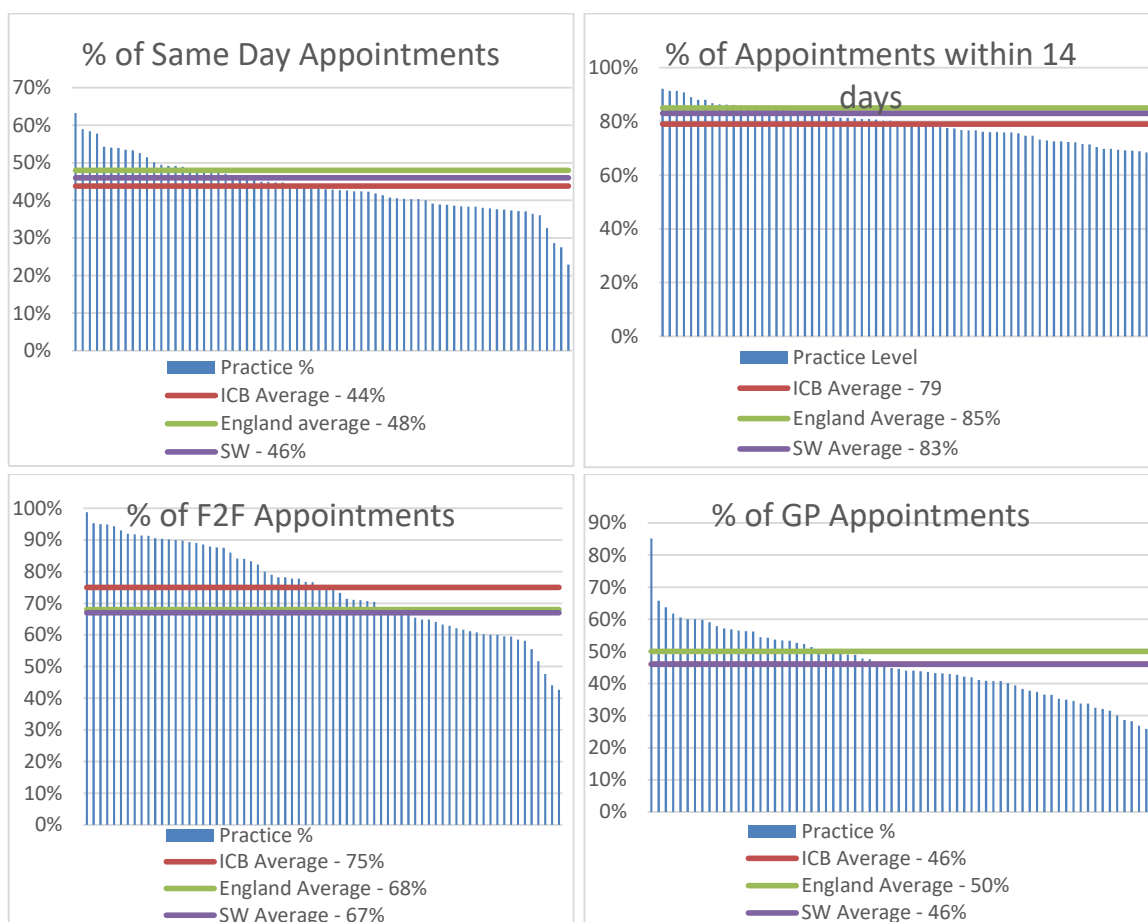 % of Same Day Appointments
70%
60%
50%
40%
30%
20%
10%
0%
Practice %
ICB Average - 44%
England average - 48%
SW - 46%
% of Appointments within 14
days
100%
80%
60%
40%
20%
0%
Practice Level
ICB Average - 79
England Average - 85%
SW Average - 83%
% of F2F Appointments
100%
90%
80%
70%
60%
50%
40%
30%
20%
10%
0%
Practice %
ICB Average - 75%
England Average - 68%
SW Average - 67%
% of GP Appointments
90%
80%
70%
60%
50%
40%
30%
20%
10%
0%
Practice %
ICB Average - 46%
England Average - 50%
SW Average - 46%